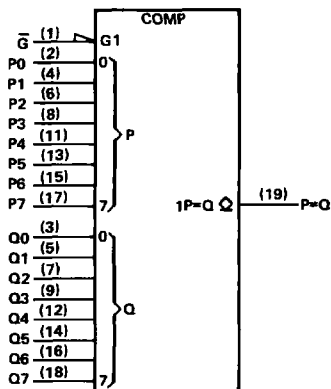 COMP
G̅ (1) G1
P0 (2) 0
P1 (4)
P2 (6)
P3 (8)
P4 (11) P
P5 (13)
P6 (15)
P7 (17) 7
1P=Q (19) P=Q
Q0 (3) 0
Q1 (5)
Q2 (7)
Q3 (9)
Q4 (12) Q
Q5 (14)
Q6 (16)
Q7 (18) 7